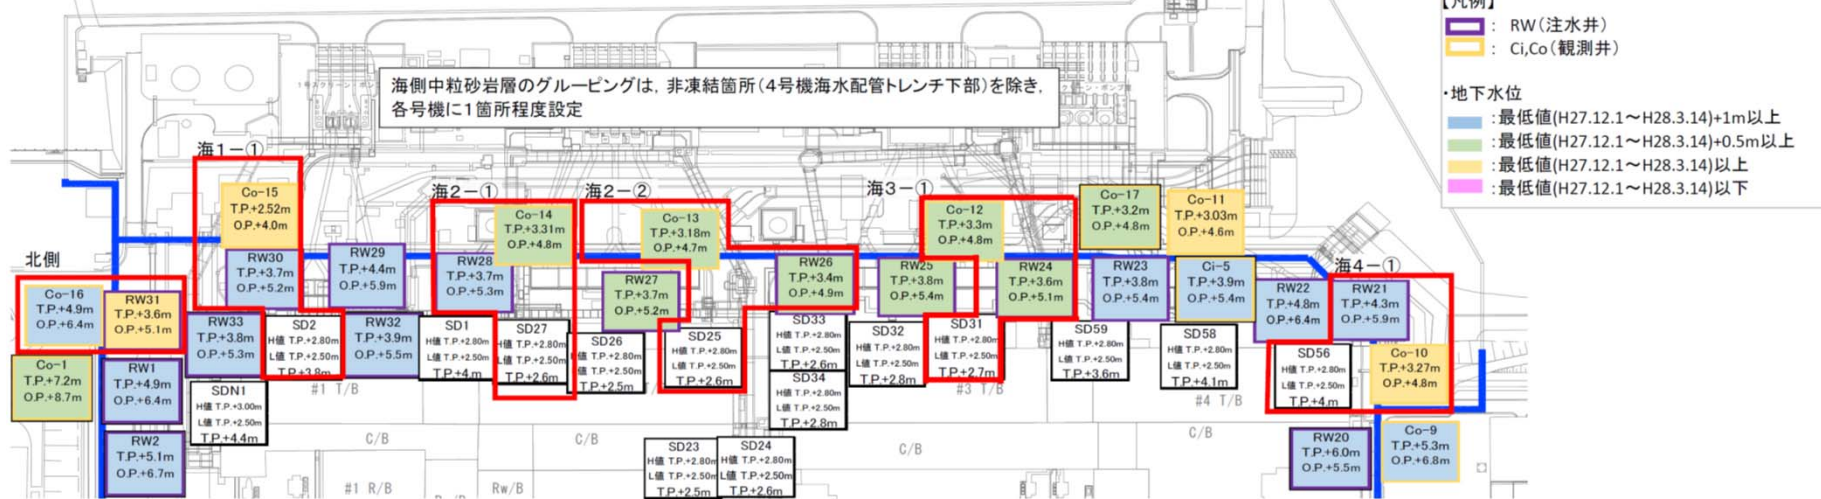 【凡例】
： RW（注水井）
： Ci,Co（観測井）
・地下水位
：最低値(H27.12.1～H28.3.14)+1m以上
：最低値(H27.12.1～H28.3.14)+0.5m以上
：最低値(H27.12.1～H28.3.14)以上
：最低値(H27.12.1～H28.3.14)以下
海側中粒砂岩層のグルーピングは，非凍結箇所（4号機海水配管トレンチ下部）を除き，
各号機に1箇所程度設定
海1－①
海2－①
海2－②
海3－①
海4－①
北側
Co-15
T.P.+2.52m
O.P.+4.0m
Co-14
T.P.+3.31m
O.P.+4.8m
Co-13
T.P.+3.18m
O.P.+4.7m
Co-12
T.P.+3.3m
O.P.+4.8m
Co-17
T.P.+3.2m
O.P.+4.8m
Co-11
T.P.+3.03m
O.P.+4.6m
Co-16
T.P.+4.9m
O.P.+6.4m
RW31
T.P.+3.6m
O.P.+5.1m
RW30
T.P.+3.7m
O.P.+5.2m
RW29
T.P.+4.4m
O.P.+5.9m
RW28
T.P.+3.7m
O.P.+5.3m
RW27
T.P.+3.7m
O.P.+5.2m
RW26
T.P.+3.4m
O.P.+4.9m
RW25
T.P.+3.8m
O.P.+5.4m
RW24
T.P.+3.6m
O.P.+5.1m
RW23
T.P.+3.8m
O.P.+5.4m
Ci-5
T.P.+3.9m
O.P.+5.4m
RW22
T.P.+4.8m
O.P.+6.4m
RW21
T.P.+4.3m
O.P.+5.9m
RW33
T.P.+3.8m
O.P.+5.3m
SD2
H値 T.P.+2.80m
L値 T.P.+2.50m
T.P.+3.8m
RW32
T.P.+3.9m
O.P.+5.5m
SD1
H値 T.P.+2.80m
L値 T.P.+2.50m
T.P.+4.m
SD27
H値 T.P.+2.80m
L値 T.P.+2.50m
T.P.+2.6m
SD26
H値 T.P.+2.80m
L値 T.P.+2.50m
T.P.+2.5m
SD25
H値 T.P.+2.80m
L値 T.P.+2.50m
T.P.+2.6m
SD33
H値 T.P.+2.80m
L値 T.P.+2.50m
T.P.+2.6m
SD32
H値 T.P.+2.80m
L値 T.P.+2.50m
T.P.+2.8m
SD31
H値 T.P.+2.80m
L値 T.P.+2.50m
T.P.+2.7m
SD59
H値 T.P.+2.80m
L値 T.P.+2.50m
T.P.+3.6m
SD58
H値 T.P.+2.80m
L値 T.P.+2.50m
T.P.+4.1m
SD56
H値 T.P.+2.80m
L値 T.P.+2.50m
T.P.+4.m
Co-10
T.P.+3.27m
O.P.+4.8m
Co-1
T.P.+7.2m
O.P.+8.7m
RW1
T.P.+4.9m
O.P.+6.4m
SDN1
H値 T.P.+3.00m
L値 T.P.+2.50m
T.P.+4.4m
#1 T/B
SD34
H値 T.P.+2.80m
L値 T.P.+2.50m
T.P.+2.8m
#3 T/B
#4 T/B
RW2
T.P.+5.1m
O.P.+6.7m
C/B
C/B
C/B
C/B
SD23
H値 T.P.+2.80m
L値 T.P.+2.50m
T.P.+2.5m
SD24
H値 T.P.+2.80m
L値 T.P.+2.50m
T.P.+2.6m
RW20
T.P.+6.0m
O.P.+5.5m
Co-9
T.P.+5.3m
O.P.+6.8m
#1 R/B
Rw/B